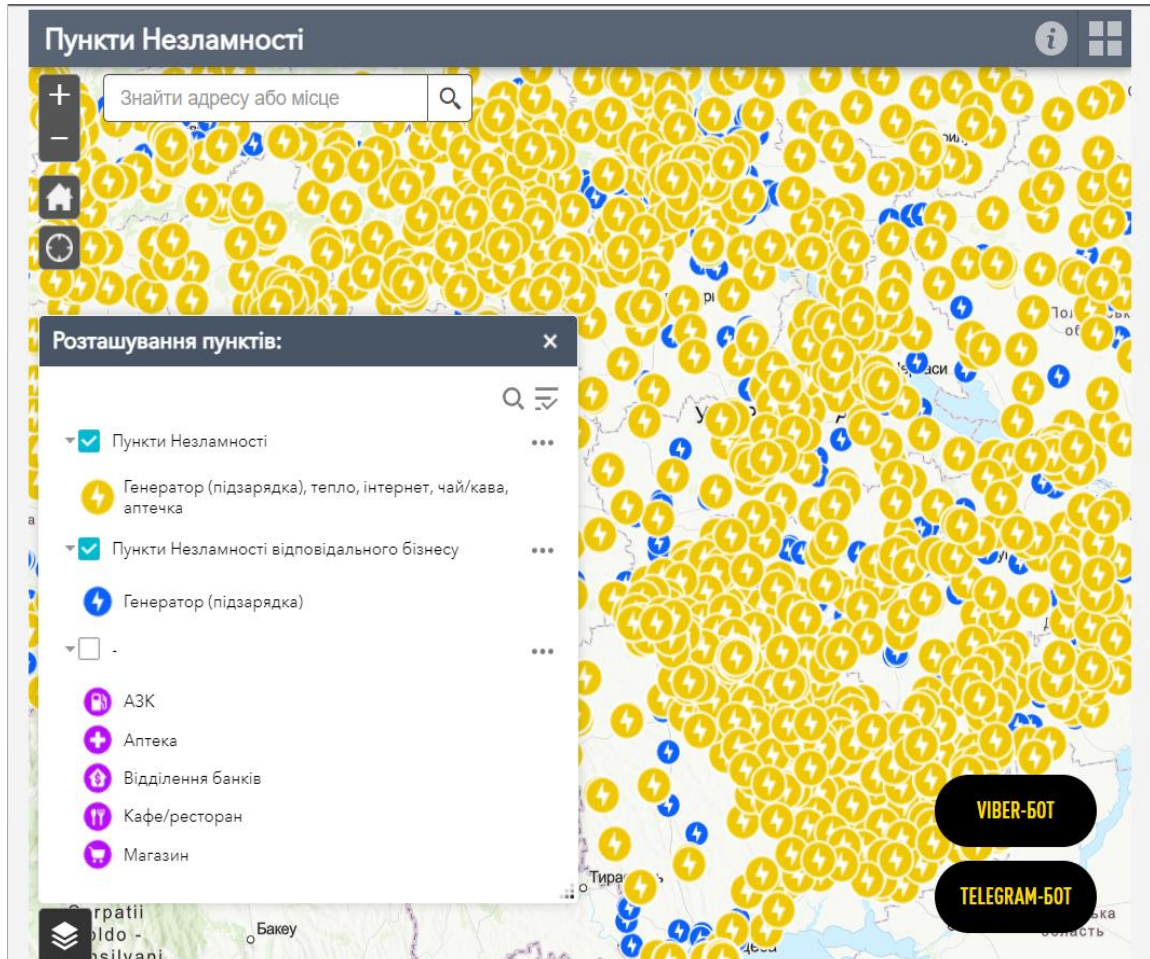 Пункти Незламності
Знайти адресу або місце
Розташування пунктів:
Пункти Незламності
Генератор (підзарядка), тепло, інтернет, чай/кава,
аптечка
Пункти Незламності відповідального бізнесу
Генератор (підзарядка)
-
АЗК
Аптека
Відділення банків
Кафе/ресторан
Магазин
VIBER-БОТ
TELEGRAM-БОТ
Бакеу